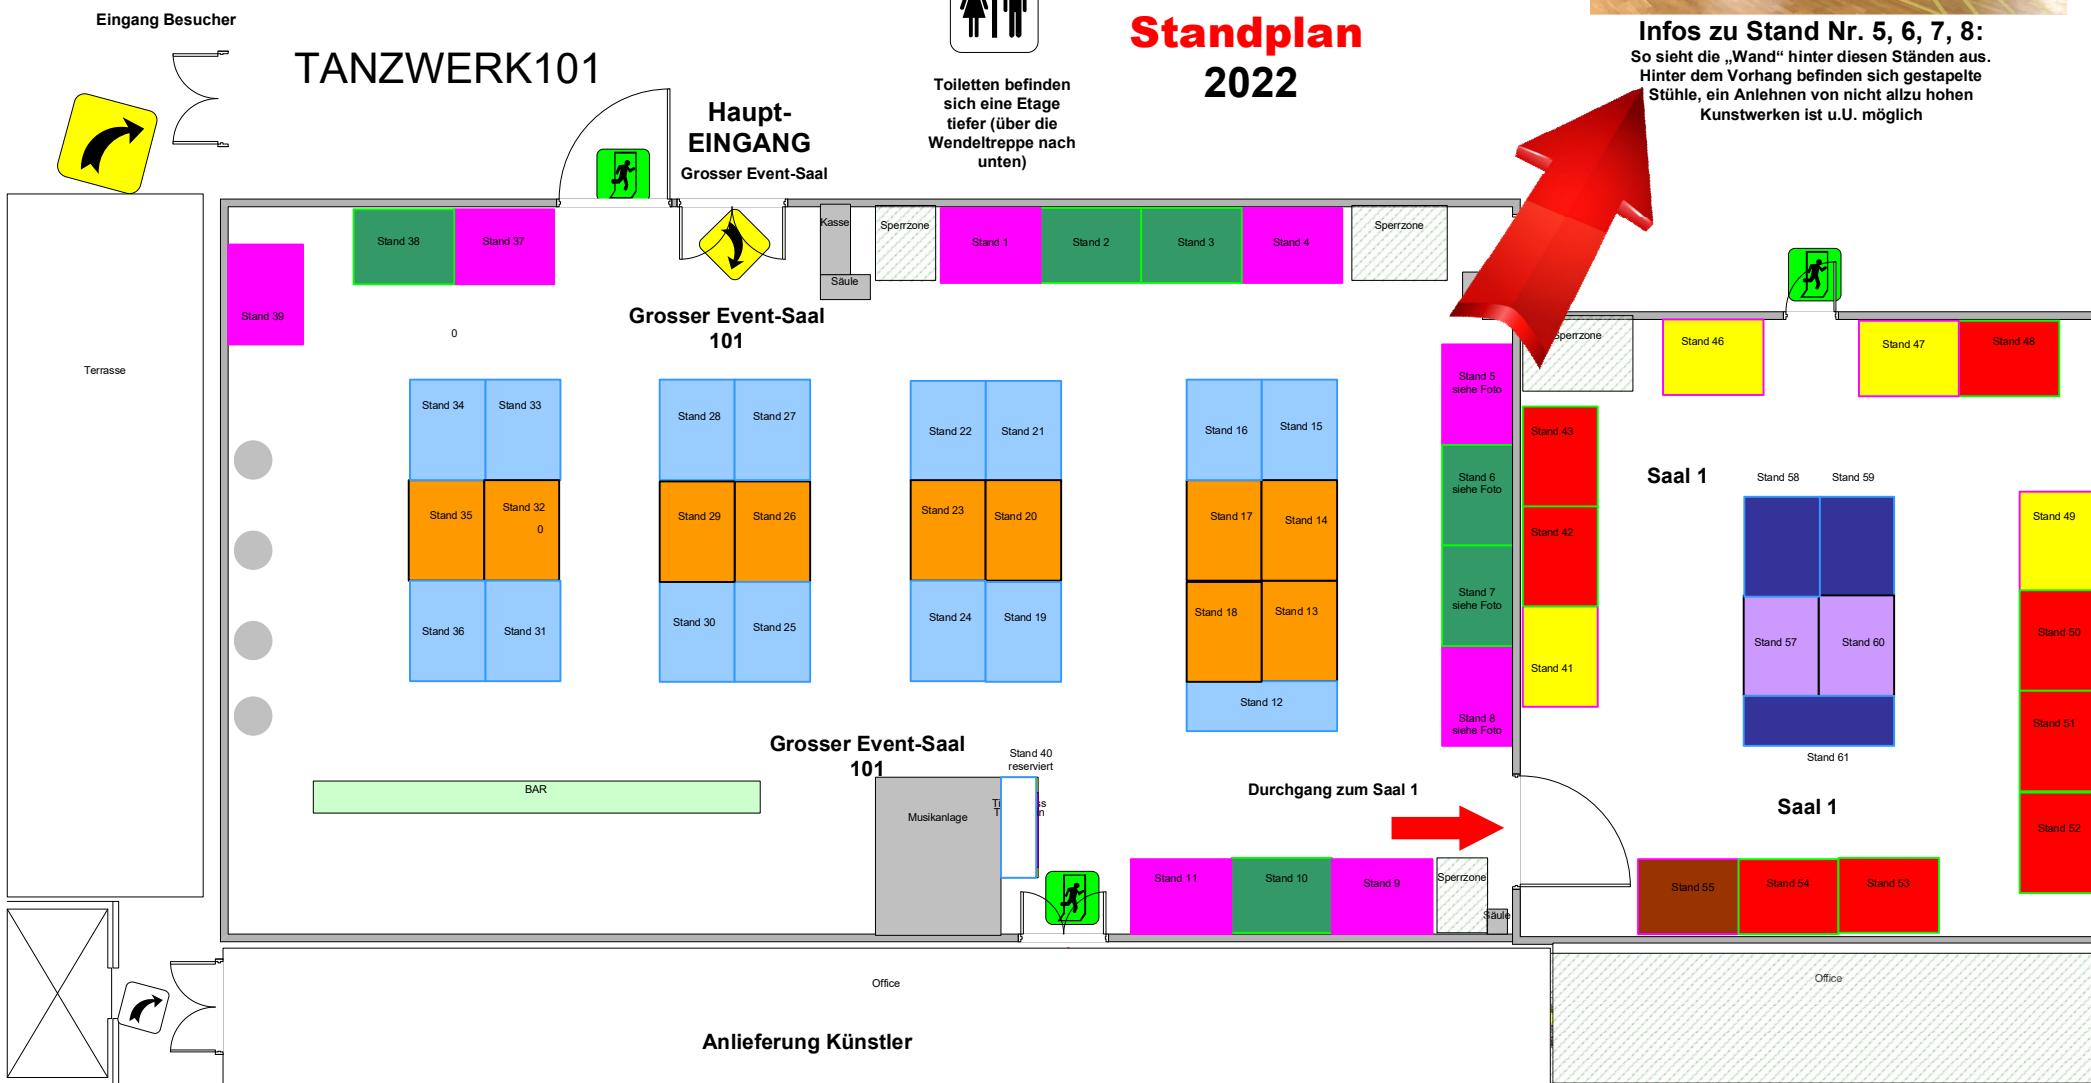 Eingang Besucher
TANZWERK101
Standplan
2022
Infos zu Stand Nr. 5, 6, 7, 8:
So sieht die „Wand“ hinter diesen Ständen aus.
Hinter dem Vorhang befinden sich gestapelte
Stühle, ein Anlehnen von nicht allzu hohen
Kunstwerken ist u.U. möglich
Toiletten befinden
sich eine Etage
tiefer (über die
Wendeltreppe nach
unten)
Haupt-
EINGANG
Grosser Event-Saal
Kasse
Säule
Sperrzone
Stand 1
Stand 2
Stand 3
Stand 4
Sperrzone
Stand 38
Stand 37
Stand 39
0
Grosser Event-Saal
101
Terrasse
Stand 34
Stand 33
Stand 28
Stand 27
Stand 22
Stand 21
Stand 16
Stand 15
Stand 35
Stand 32
0
Stand 29
Stand 26
Stand 23
Stand 20
Stand 17
Stand 14
Stand 36
Stand 31
Stand 30
Stand 25
Stand 24
Stand 19
Stand 18
Stand 13
Stand 12
Stand 5
siehe Foto
Stand 6
siehe Foto
Stand 7
siehe Foto
Stand 8
siehe Foto
Sperrzone
Stand 46
Stand 47
Stand 48
Stand 43
Stand 42
Stand 41
Saal 1
Stand 58
Stand 59
Stand 57
Stand 60
Stand 61
Saal 1
Stand 49
Stand 50
Stand 51
Stand 52
Grosser Event-Saal
101
BAR
Musikanlage
Stand 40
reserviert
Durchgang zum Saal 1
Stand 11
Stand 10
Stand 9
Sperrzone
Säule
Stand 55
Stand 54
Stand 53
Office
Office
Anlieferung Künstler